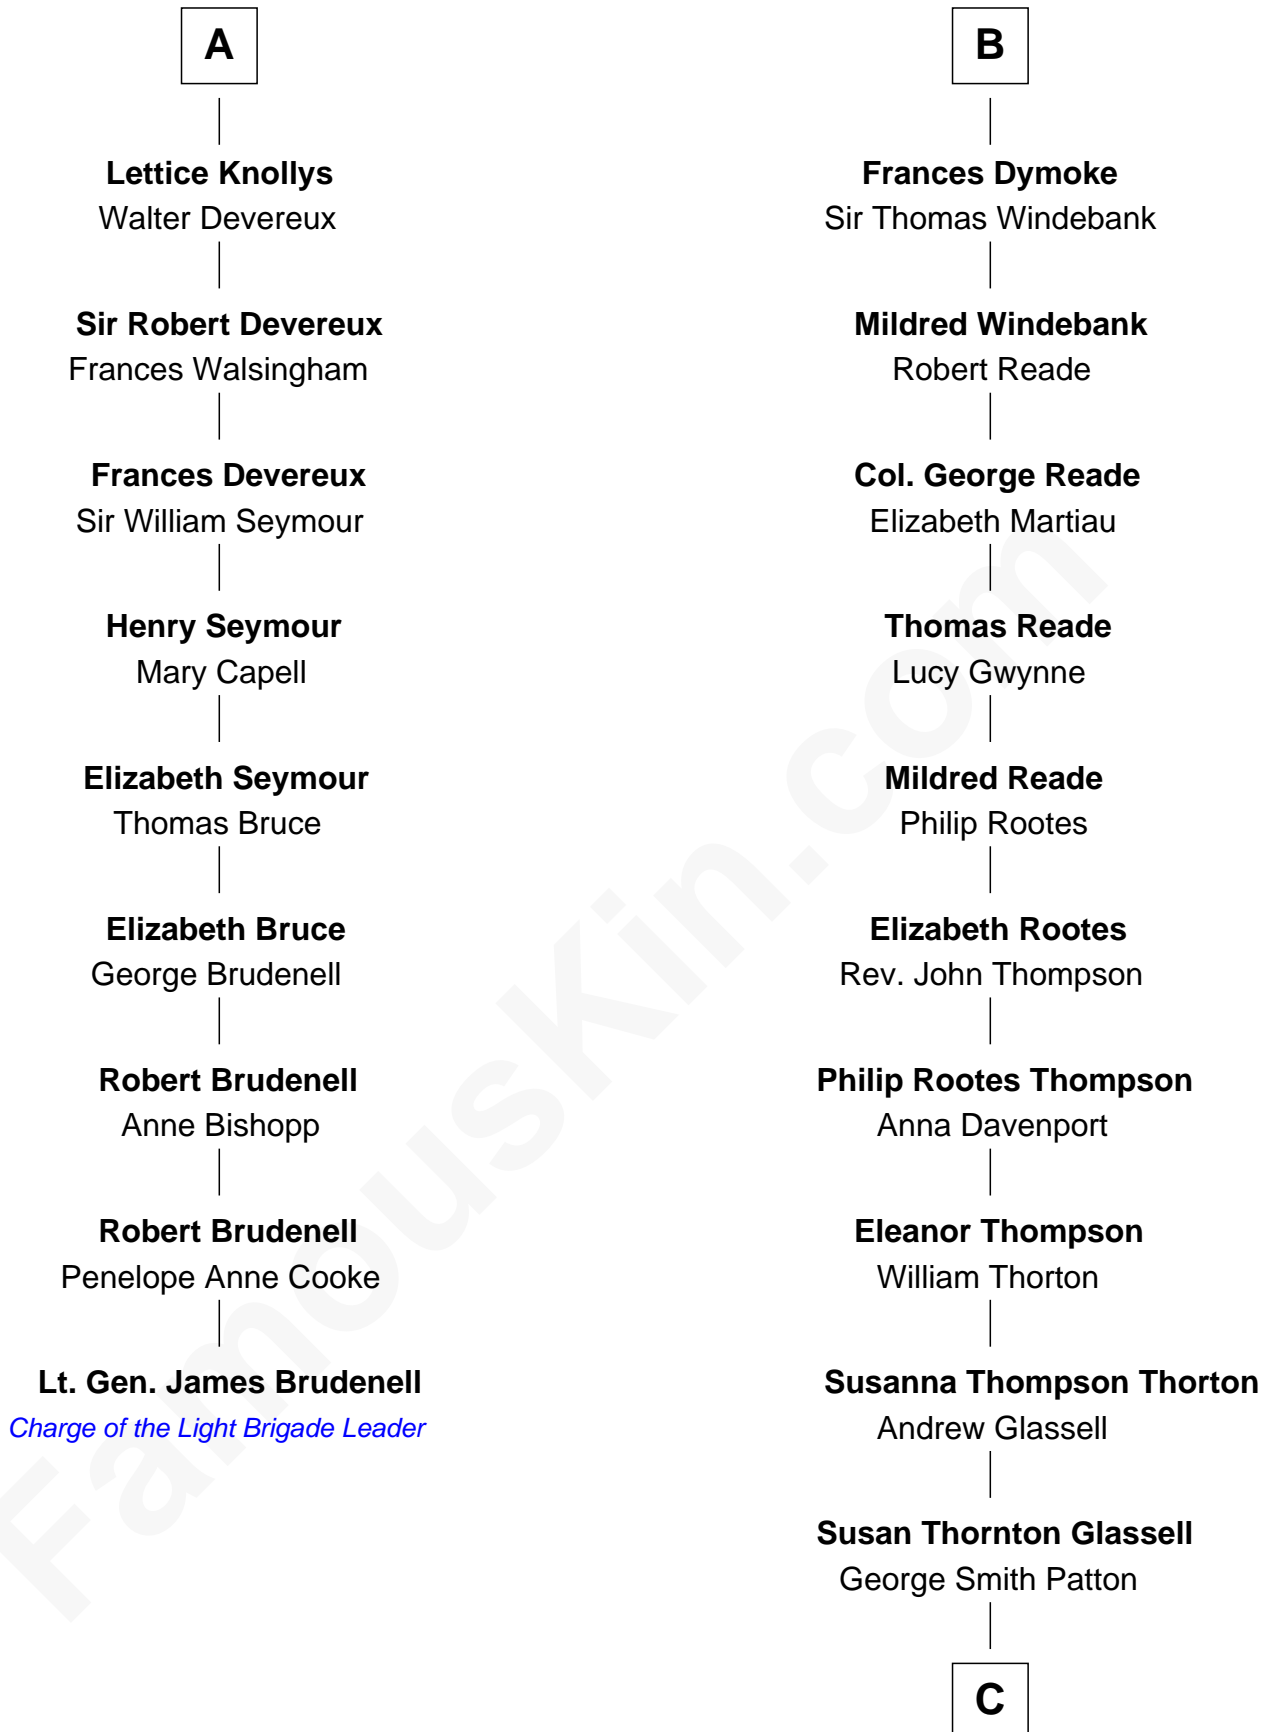 A
Lettice Knollys
Walter Devereux
Sir Robert Devereux
Frances Walsingham
Frances Devereux
Sir William Seymour
Henry Seymour
Mary Capell
Elizabeth Seymour
Thomas Bruce
Elizabeth Bruce
George Brudenell
Robert Brudenell
Anne Bishopp
Robert Brudenell
Penelope Anne Cooke
Lt. Gen. James Brudenell
Charge of the Light Brigade Leader
B
Frances Dymoke
Sir Thomas Windebank
Mildred Windebank
Robert Reade
Col. George Reade
Elizabeth Martiau
Thomas Reade
Lucy Gwynne
Mildred Reade
Philip Rootes
Elizabeth Rootes
Rev. John Thompson
Philip Rootes Thompson
Anna Davenport
Eleanor Thompson
William Thorton
Susanna Thompson Thorton
Andrew Glassell
Susan Thornton Glassell
George Smith Patton
C
FamousKin.com